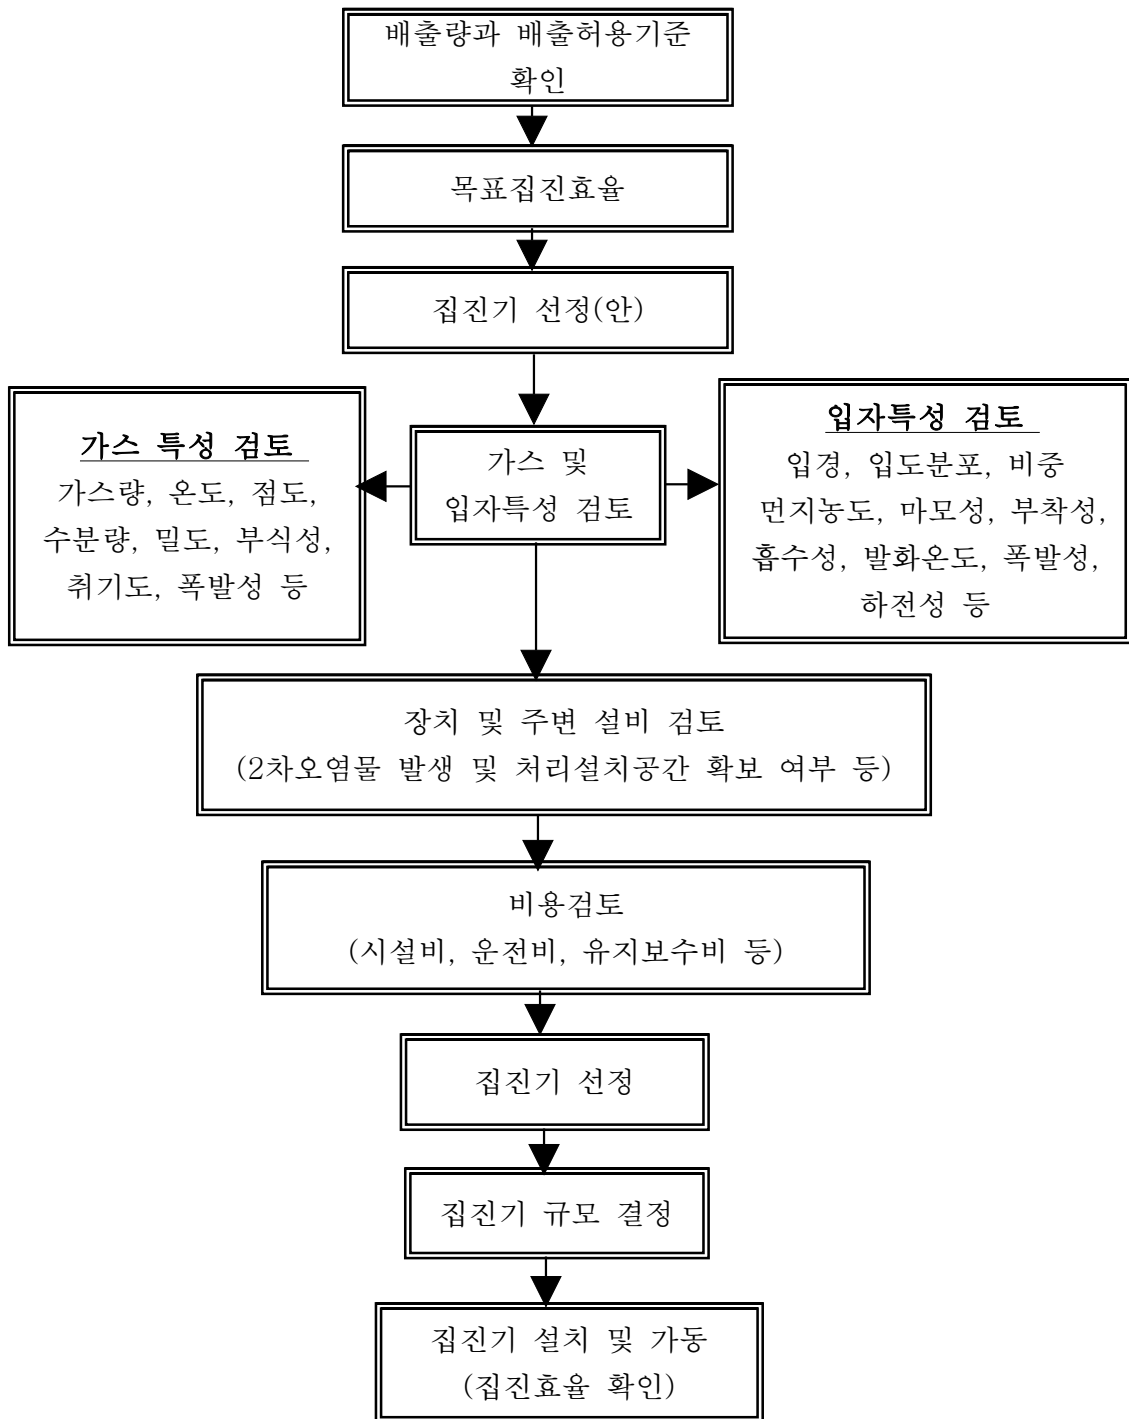 배출량과 배출허용기준
확인
목표집진효율
집진기 선정(안)
가스 특성 검토
가스량, 온도, 점도,
수분량, 밀도, 부식성,
취기도, 폭발성 등
가스 및
입자특성 검토
입자특성 검토
입경, 입도분포, 비중
먼지농도, 마모성, 부착성,
흡수성, 발화온도, 폭발성,
하전성 등
장치 및 주변 설비 검토
(2차오염물 발생 및 처리설치공간 확보 여부 등)
비용검토
(시설비, 운전비, 유지보수비 등)
집진기 선정
집진기 규모 결정
집진기 설치 및 가동
(집진효율 확인)